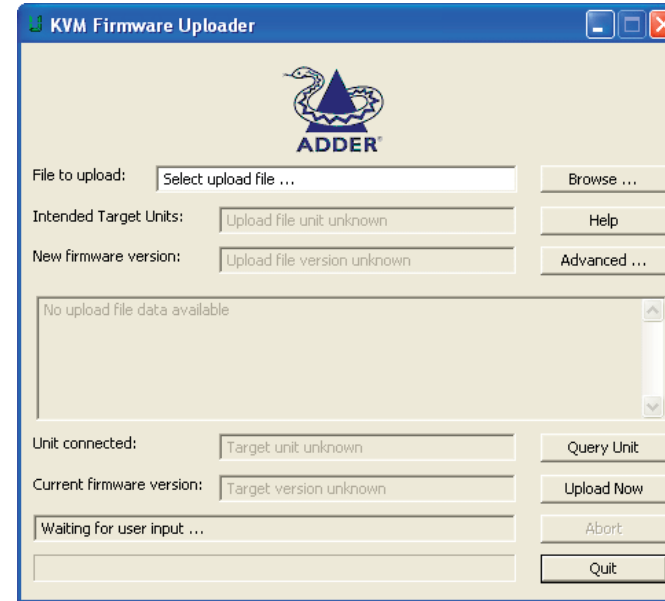 KVM Firmware Uploader
ADDER®
File to upload: Select upload file ... Browse ...
Intended Target Units: Upload file unit unknown Help
New firmware version: Upload file version unknown Advanced ...
No upload file data available
Unit connected: Target unit unknown Query Unit
Current firmware version: Target version unknown Upload Now
Waiting for user input ... Abort
Quit